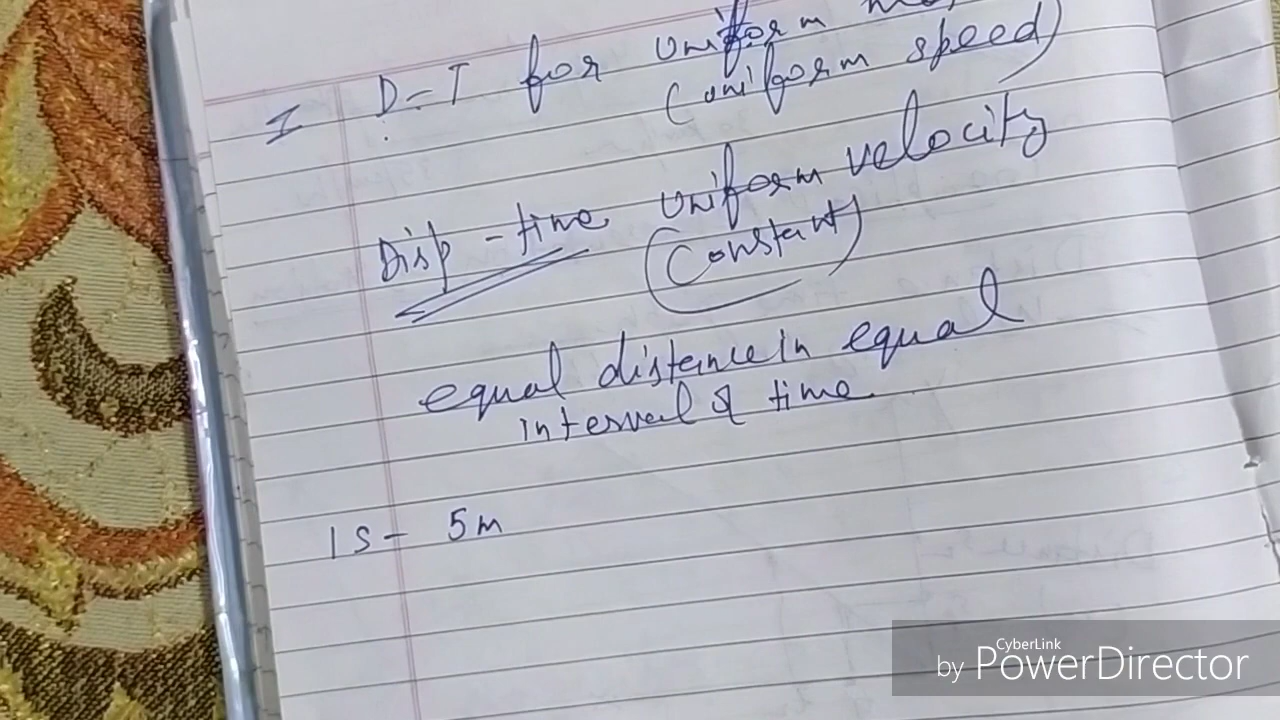 I D-T for uniform
(uniform speed)
Disp - time uniform velocity
(Constant)
equal distance in equal
interval of time
1s - 5m
CyberLink
by PowerDirector